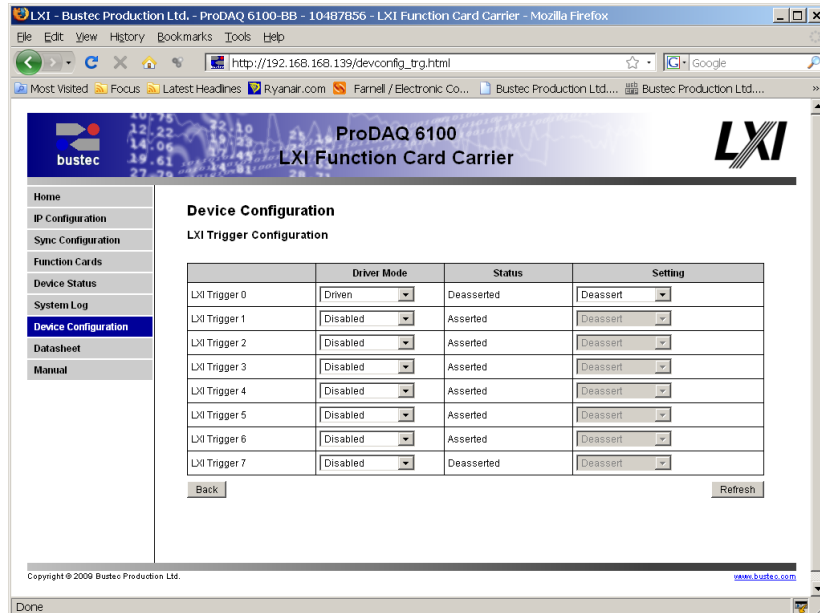 LXI - Bustec Production Ltd. - ProDAQ 6100-BB - 10487856 - LXI Function Card Carrier - Mozilla Firefox
File Edit View History Bookmarks Tools Help
http://192.168.168.139/devconfig_trg.html
G Google
Most Visited Focus Latest Headlines Ryanair.com Farnell / Electronic Co... Bustec Production Ltd.... Bustec Production Ltd.... »
bustec
ProDAQ 6100
LXI Function Card Carrier
LXI
Home
IP Configuration
Sync Configuration
Function Cards
Device Status
System Log
Device Configuration
Datasheet
Manual
Device Configuration
LXI Trigger Configuration
Driver Mode Status Setting
LXI Trigger 0 Driven Deasserted Deassert
LXI Trigger 1 Disabled Asserted Deassert
LXI Trigger 2 Disabled Asserted Deassert
LXI Trigger 3 Disabled Asserted Deassert
LXI Trigger 4 Disabled Asserted Deassert
LXI Trigger 5 Disabled Asserted Deassert
LXI Trigger 6 Disabled Asserted Deassert
LXI Trigger 7 Disabled Deasserted Deassert
Back Refresh
Copyright © 2009 Bustec Production Ltd. www.bustec.com
Done